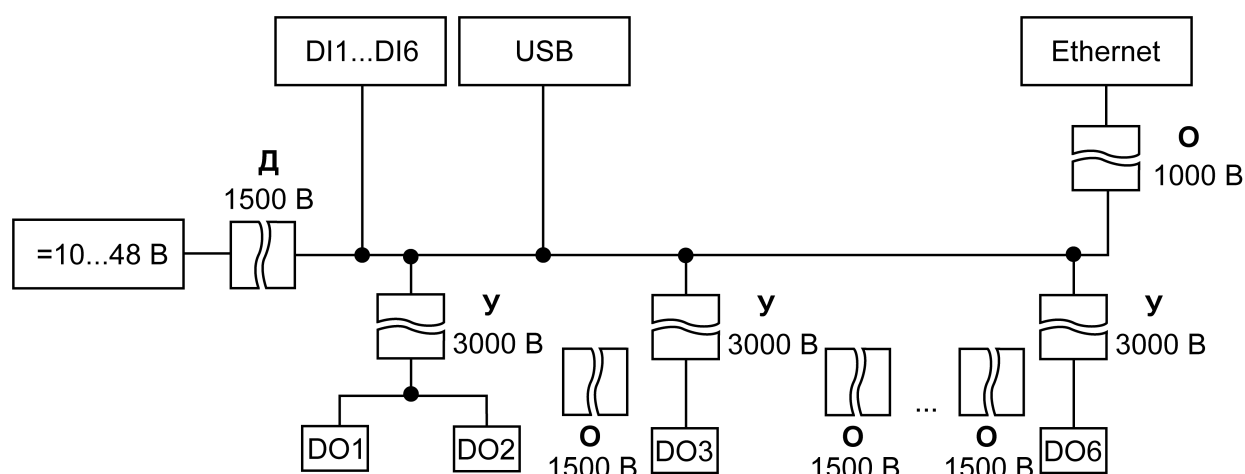 DI1...DI6
USB
Ethernet
Д
1500 В
О
1000 В
=10...48 В
У
3000 В
У
3000 В
У
3000 В
...
DO1
DO2
О
1500 В
DO3
О
1500 В
О
1500 В
DO6